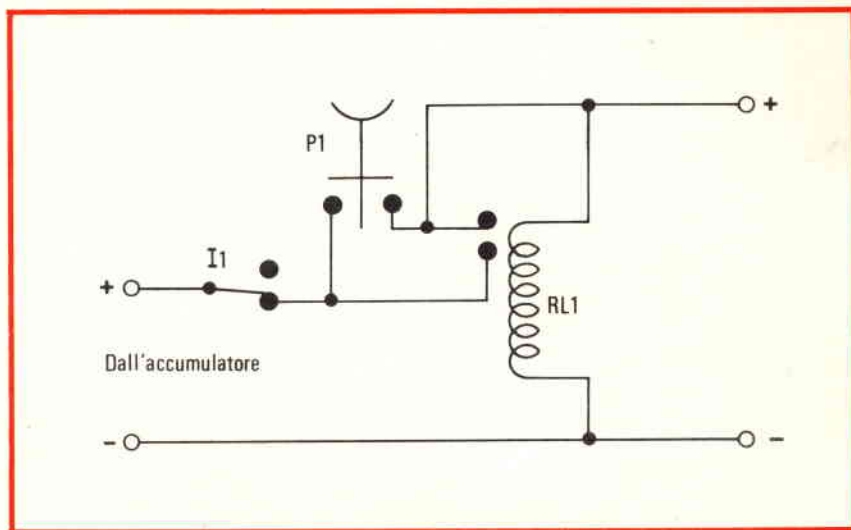 P1
+
I1
+
RL1
Dall'accumulatore
-
-